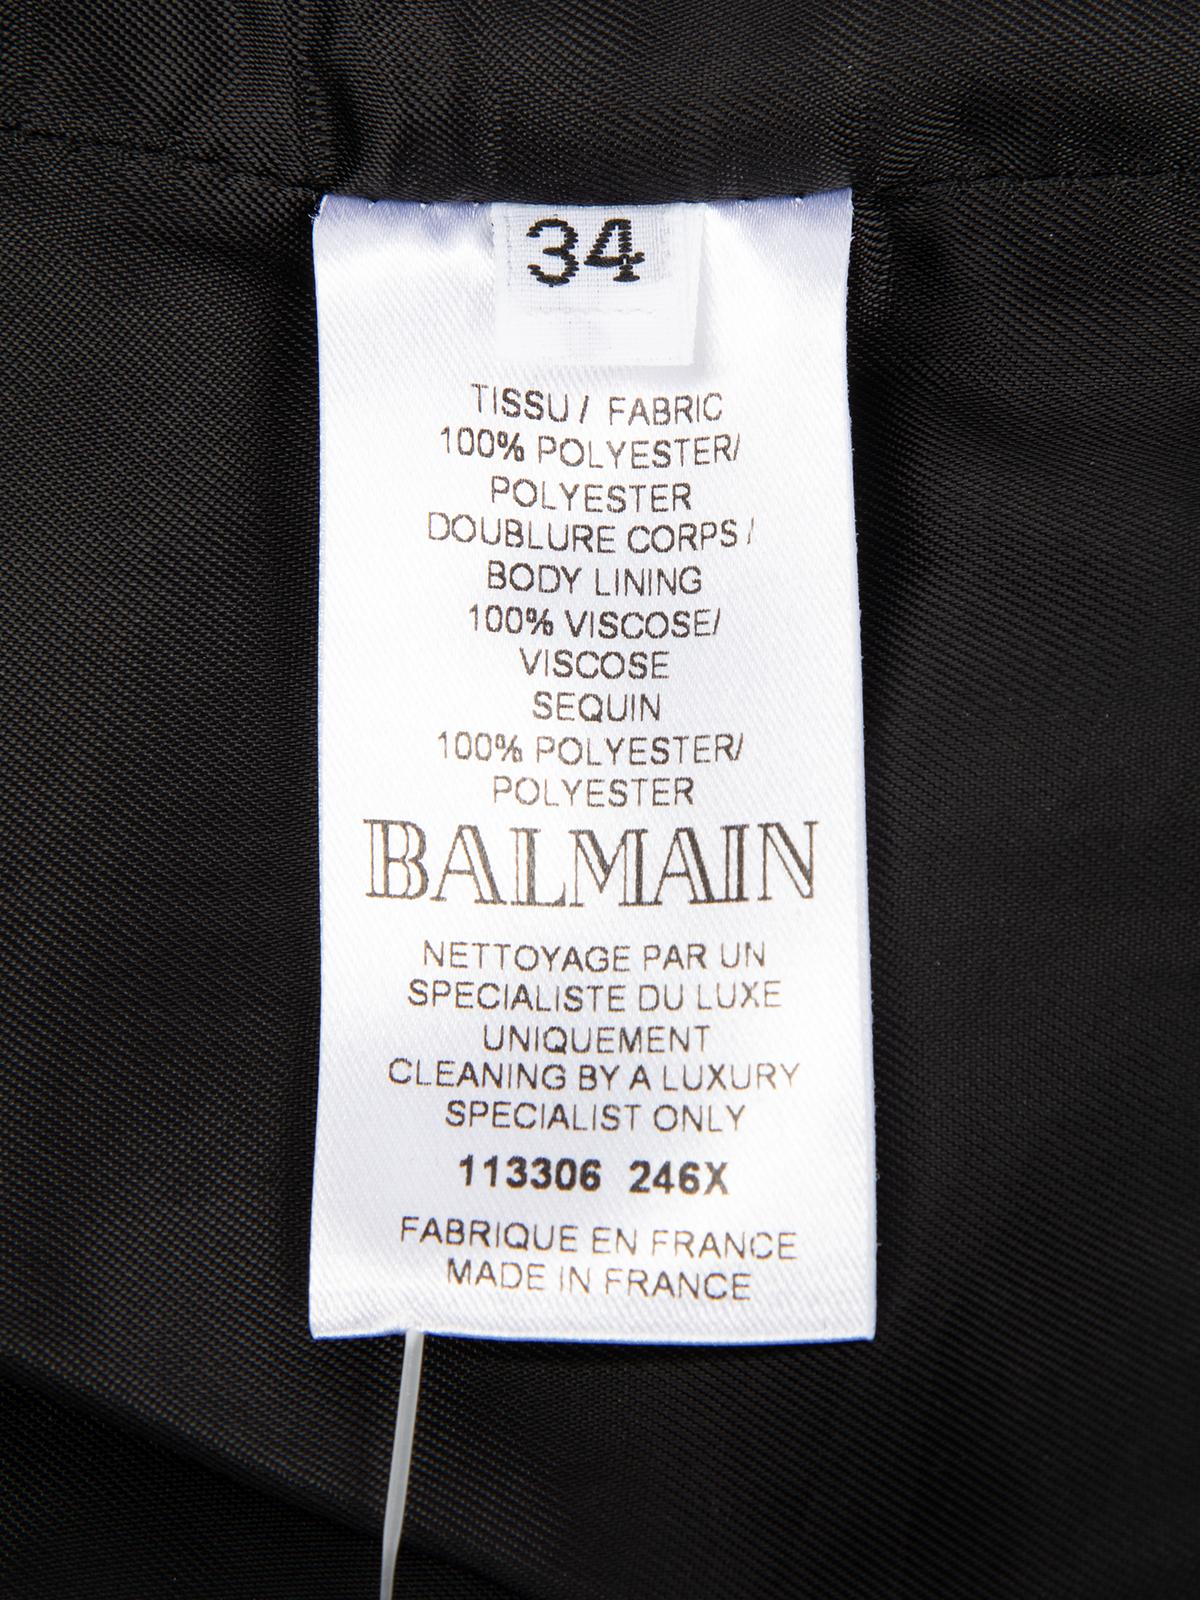 34
TISSU / FABRIC
100% POLYESTER/
POLYESTER
DOUBLURE CORPS /
BODY LINING
100% VISCOSE/
VISCOSE
SEQUIN
100% POLYESTER/
POLYESTER
BALMAIN
NETTOYAGE PAR UN
SPECIALISTE DU LUXE
UNIQUEMENT
CLEANING BY A LUXURY
SPECIALIST ONLY
113306 246X
FABRIQUE EN FRANCE
MADE IN FRANCE